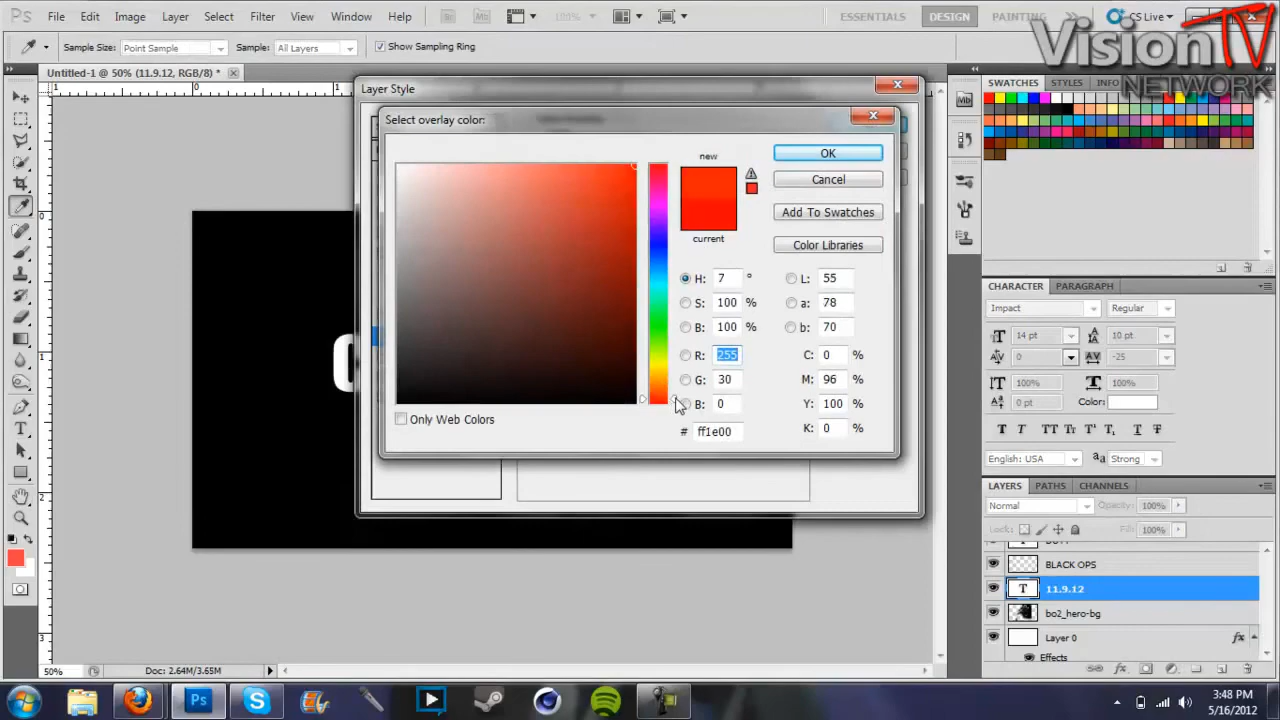 Ps
File Edit Image Layer Select Filter View Window Help
Br Mb 100% ESSENTIALS DESIGN PAINTING CS Live
VisionTV
NETWORK
Sample Size: Point Sample Sample: All Layers Show Sampling Ring
Untitled-1 @ 50% (11.9.12, RGB/8) *
Layer Style
Select overlay color:
new
current
OK
Cancel
Add To Swatches
Color Libraries
H: 7 °
S: 100 %
B: 100 %
R: 255
G: 30
B: 0
# ff1e00
L: 55
a: 78
b: 70
C: 0 %
M: 96 %
Y: 100 %
K: 0 %
Only Web Colors
SWATCHES STYLES INFO
CHARACTER PARAGRAPH
Impact Regular
14 pt 10 pt
0 -25
100% 100%
0 pt Color:
English: USA Strong
LAYERS PATHS CHANNELS
Normal Opacity: 100%
Lock: Fill: 100%
BLACK OPS
11.9.12
bo2_hero-bg
Layer 0 fx
Effects
50% Doc: 2.64M/3.65M
3:48 PM
5/16/2012